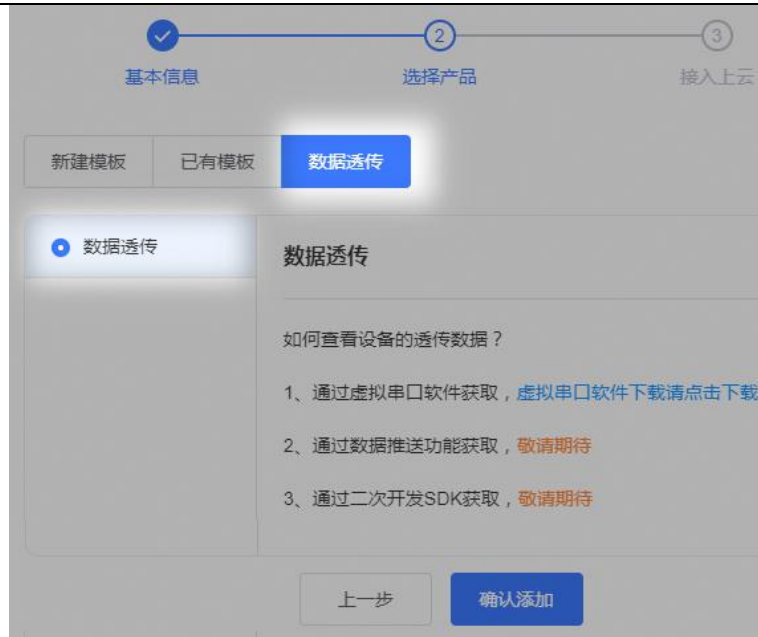 2
3
基本信息
选择产品
接入上云
新建模板
已有模板
数据透传
数据透传
数据透传
如何查看设备的透传数据？
1、通过虚拟串口软件获取，虚拟串口软件下载请点击下载
2、通过数据推送功能获取，敬请期待
3、通过二次开发SDK获取，敬请期待
上一步
确认添加